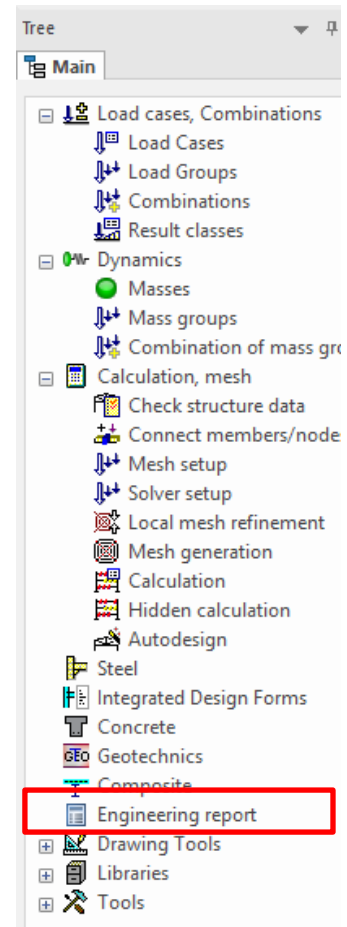 Tree
Main
Load cases, Combinations
Load Cases
Load Groups
Combinations
Result classes
Dynamics
Masses
Mass groups
Combination of mass gro
Calculation, mesh
Check structure data
Connect members/node
Mesh setup
Solver setup
Local mesh refinement
Mesh generation
Calculation
Hidden calculation
Autodesign
Steel
Integrated Design Forms
Concrete
GEO Geotechnics
Composite
Engineering report
Drawing Tools
Libraries
Tools